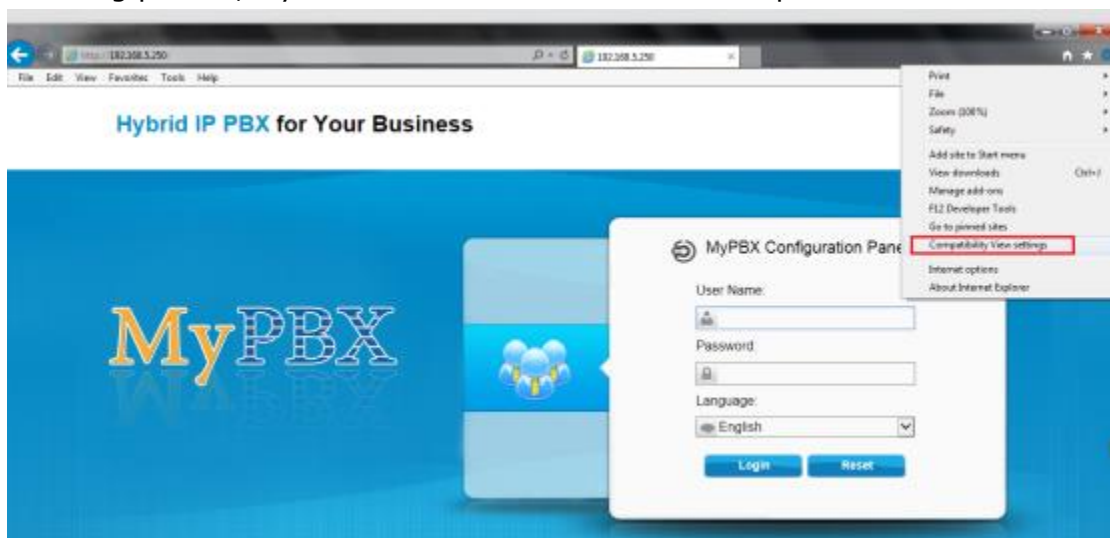 http://192.168.5.250
192.168.5.250
File Edit View Favorites Tools Help
Hybrid IP PBX for Your Business
Print
File
Zoom (100%)
Safety
Add site to Start menu
View downloads Ctrl+J
Manage add-ons
F12 Developer Tools
Go to pinned sites
Compatibility View settings
Internet options
About Internet Explorer
MyPBX Configuration Pane
User Name:
Password
Language:
English
Login Reset
MyPBX